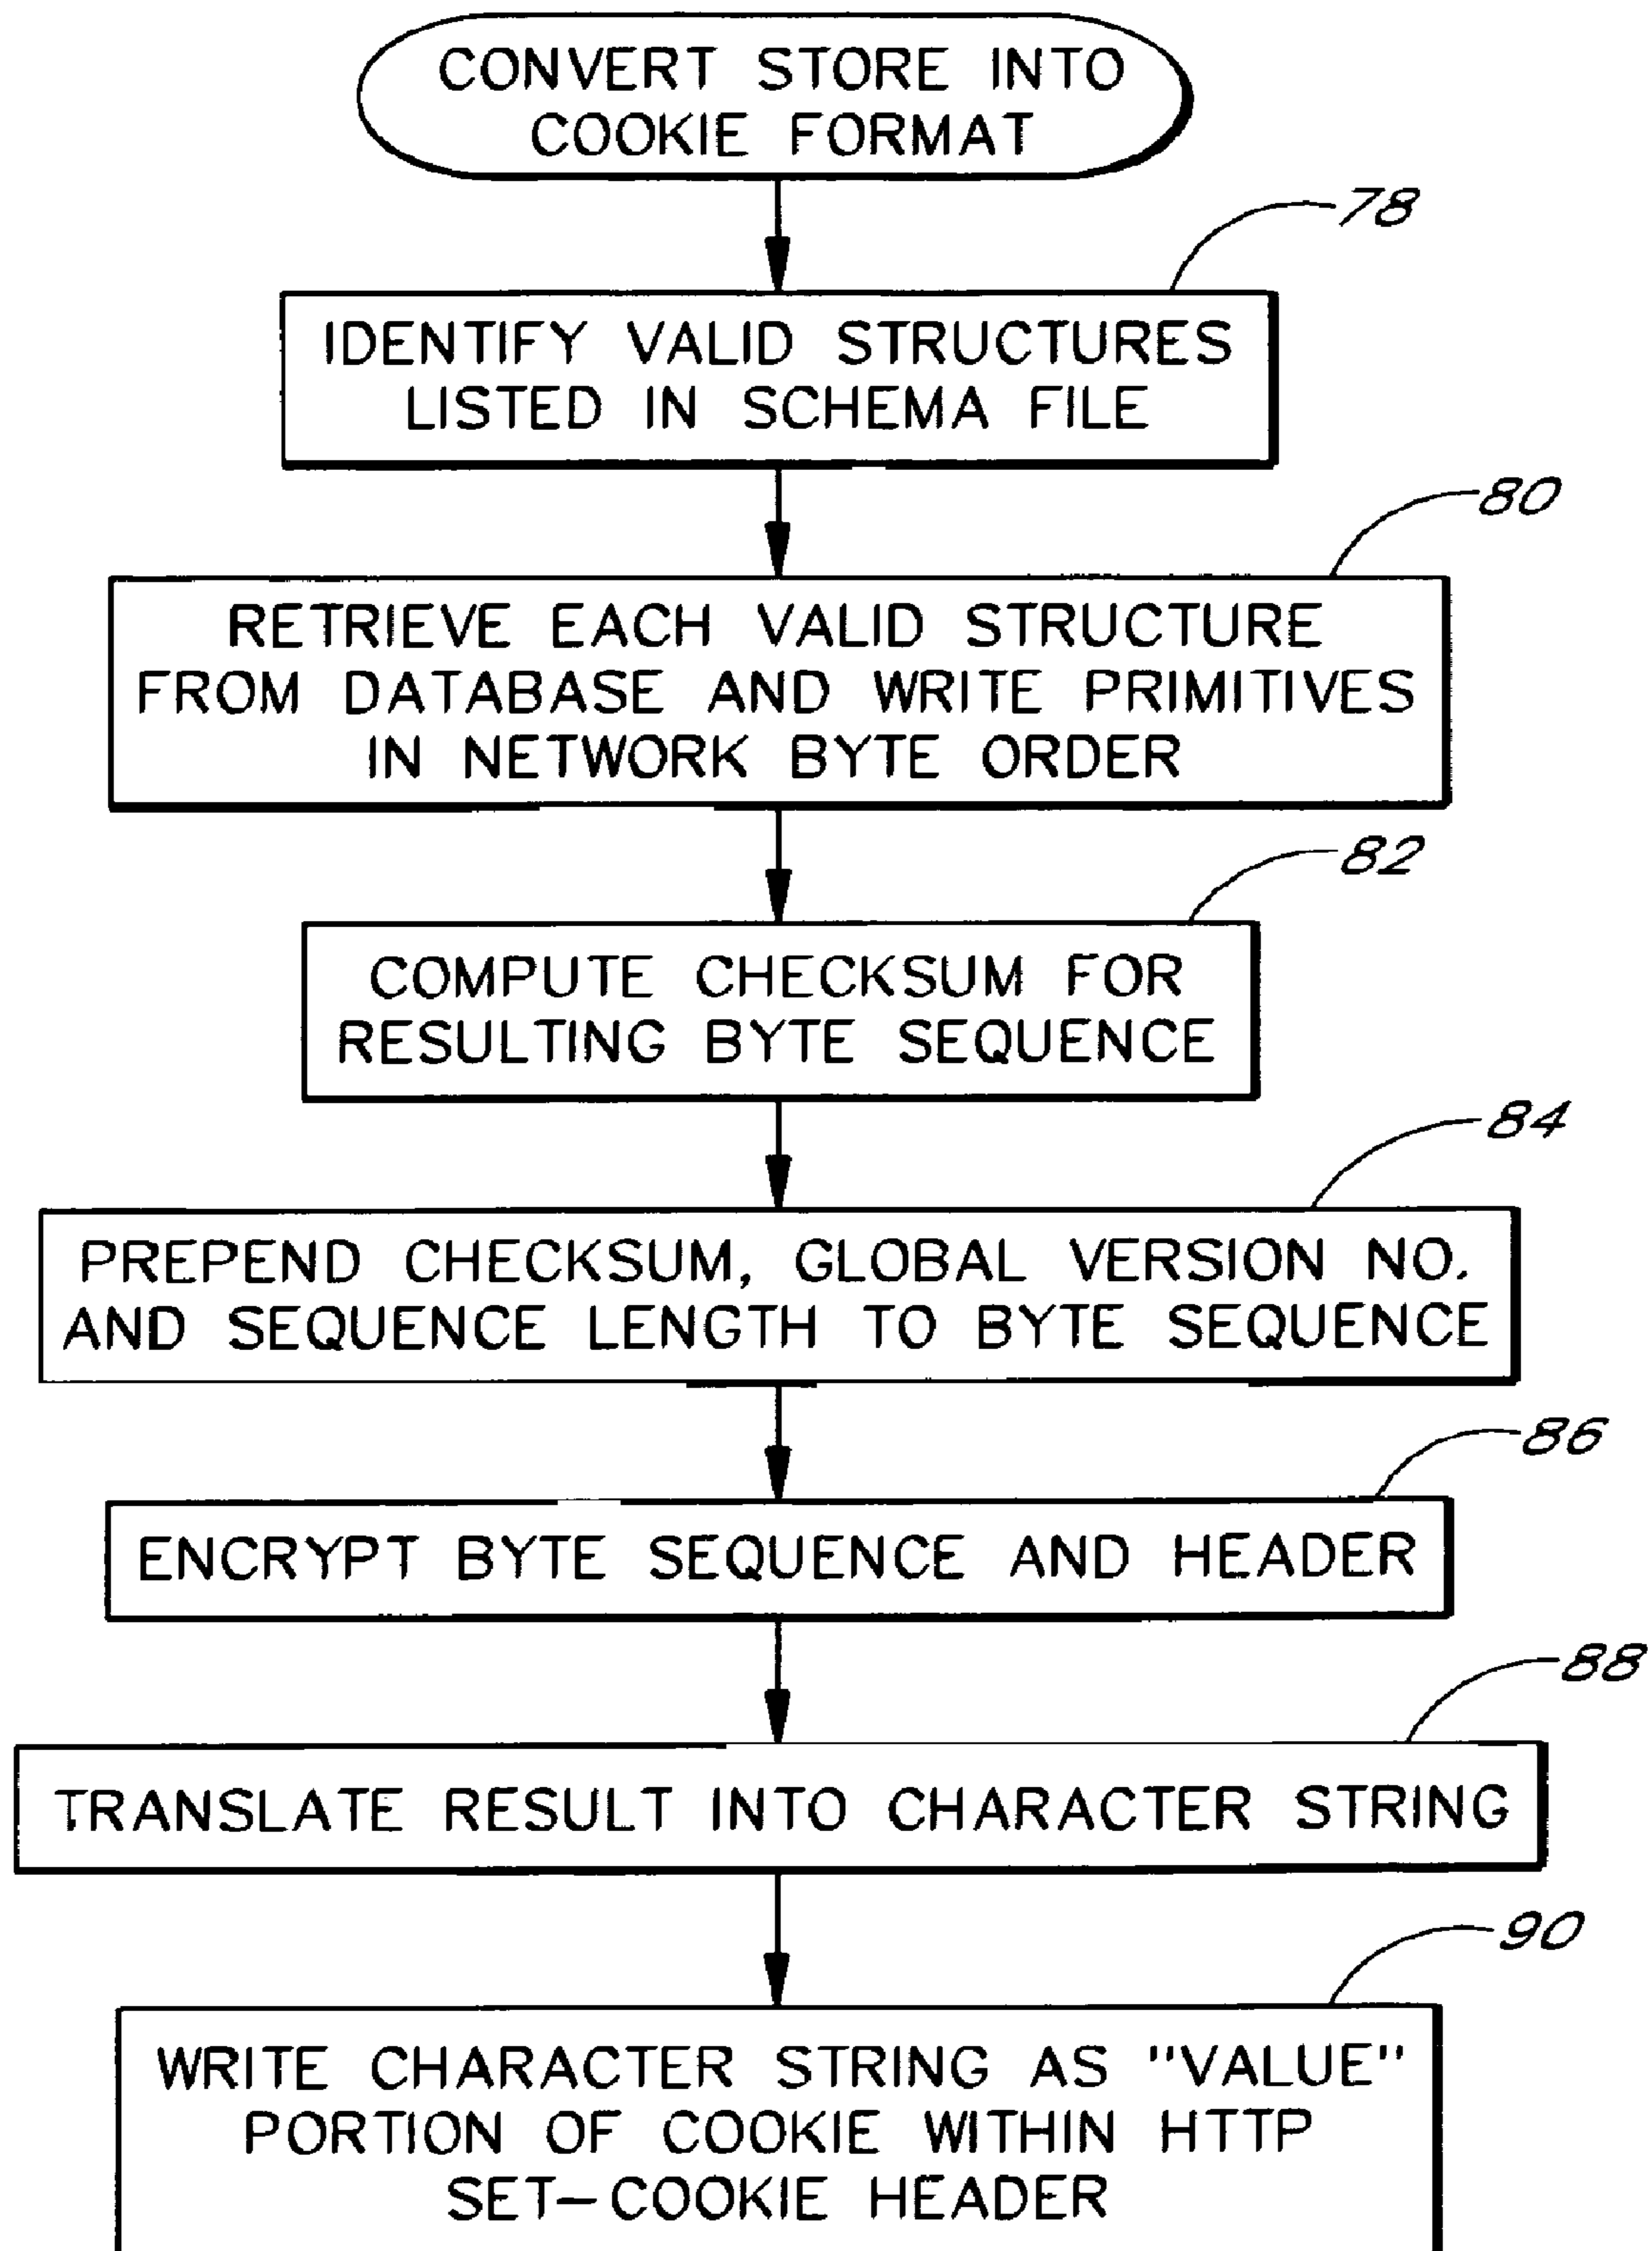 CONVERT STORE INTO
COOKIE FORMAT
78
IDENTIFY VALID STRUCTURES
LISTED IN SCHEMA FILE
80
RETRIEVE EACH VALID STRUCTURE
FROM DATABASE AND WRITE PRIMITIVES
IN NETWORK BYTE ORDER
82
COMPUTE CHECKSUM FOR
RESULTING BYTE SEQUENCE
84
PREPEND CHECKSUM, GLOBAL VERSION NO.
AND SEQUENCE LENGTH TO BYTE SEQUENCE
86
ENCRYPT BYTE SEQUENCE AND HEADER
88
TRANSLATE RESULT INTO CHARACTER STRING
90
WRITE CHARACTER STRING AS "VALUE"
PORTION OF COOKIE WITHIN HTTP
SET-COOKIE HEADER